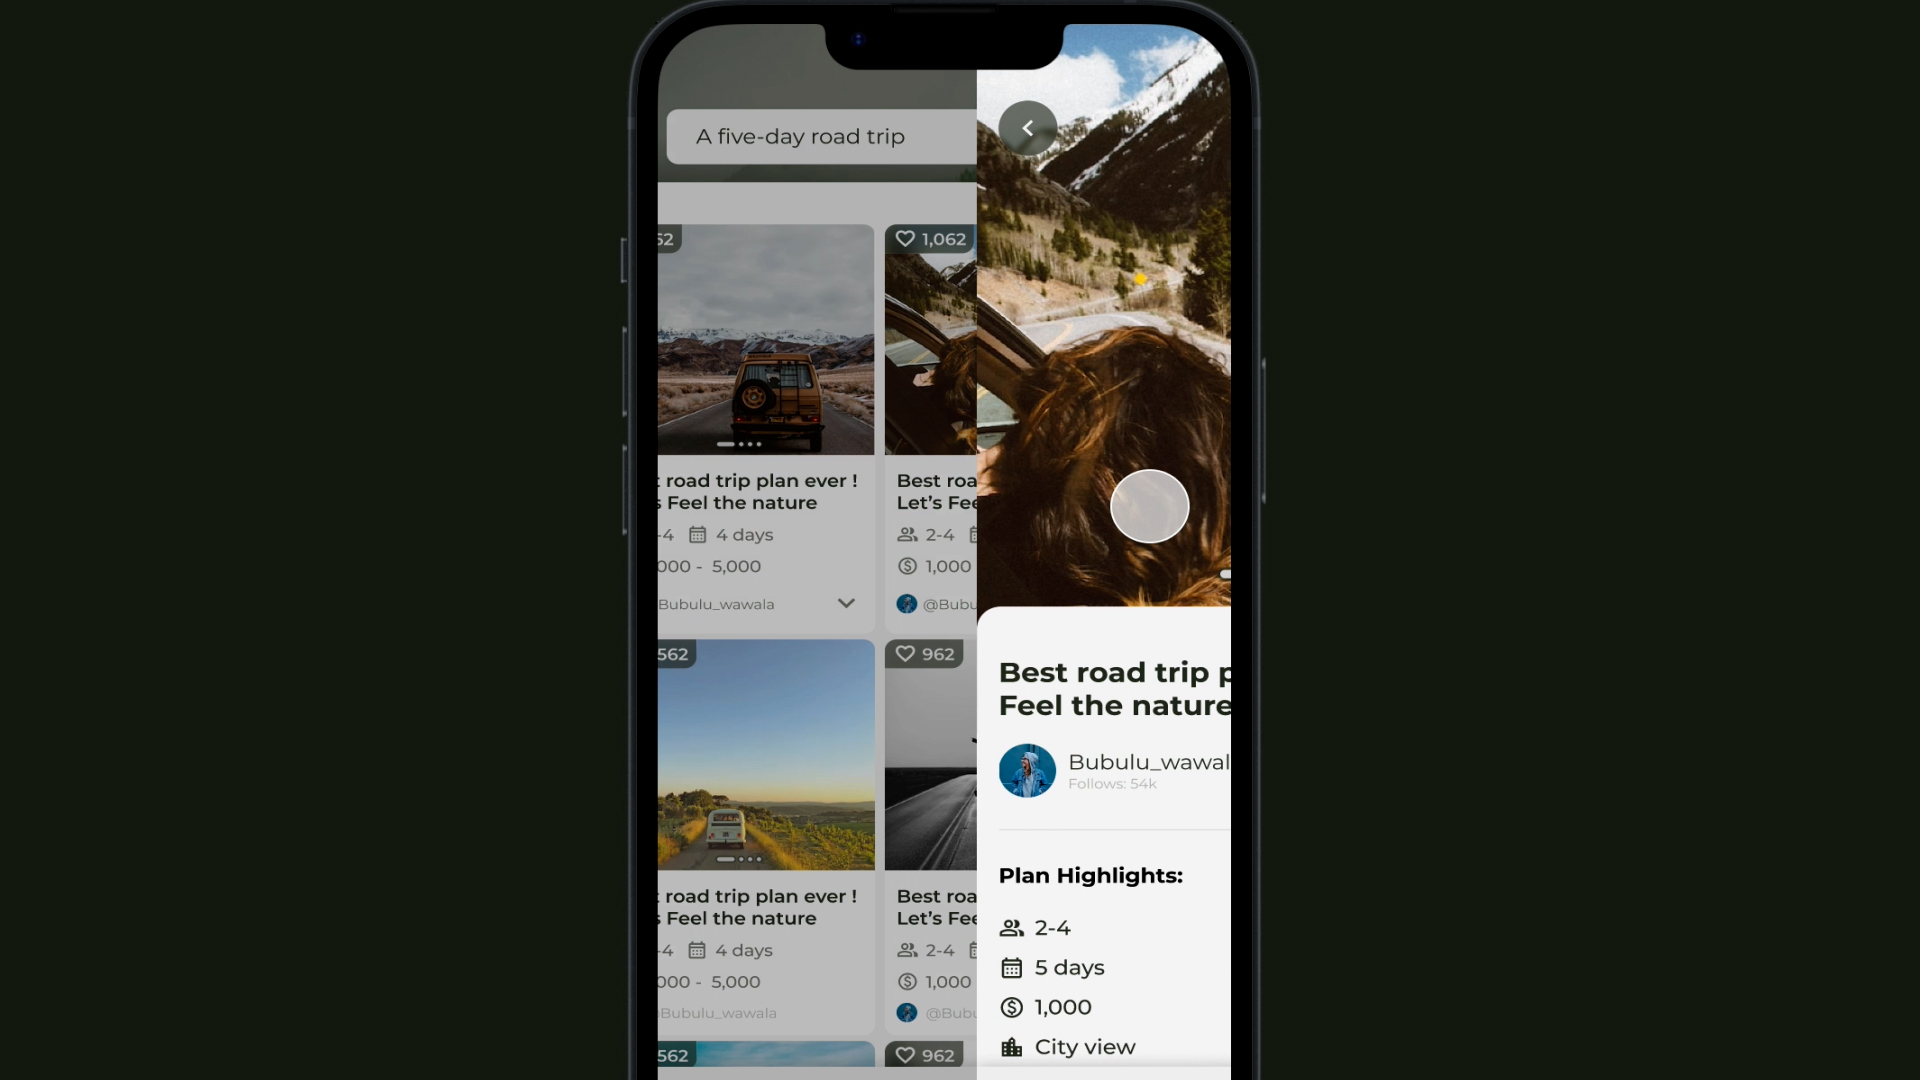 A five-day road trip
52
1,062
road trip plan ever !
Feel the nature
-4
4 days
000 - 5,000
Bubulu_wawala
Best roa
Let’s Fee
2-4
1,000
@Bubu
562
962
road trip plan ever !
Feel the nature
-4
4 days
000 - 5,000
Bubulu_wawala
Best roa
Let’s Fee
2-4
1,000
@Bubu
562
962
Best road trip p
Feel the nature
Bubulu_wawal
Follows: 54k
Plan Highlights:
2-4
5 days
1,000
City view